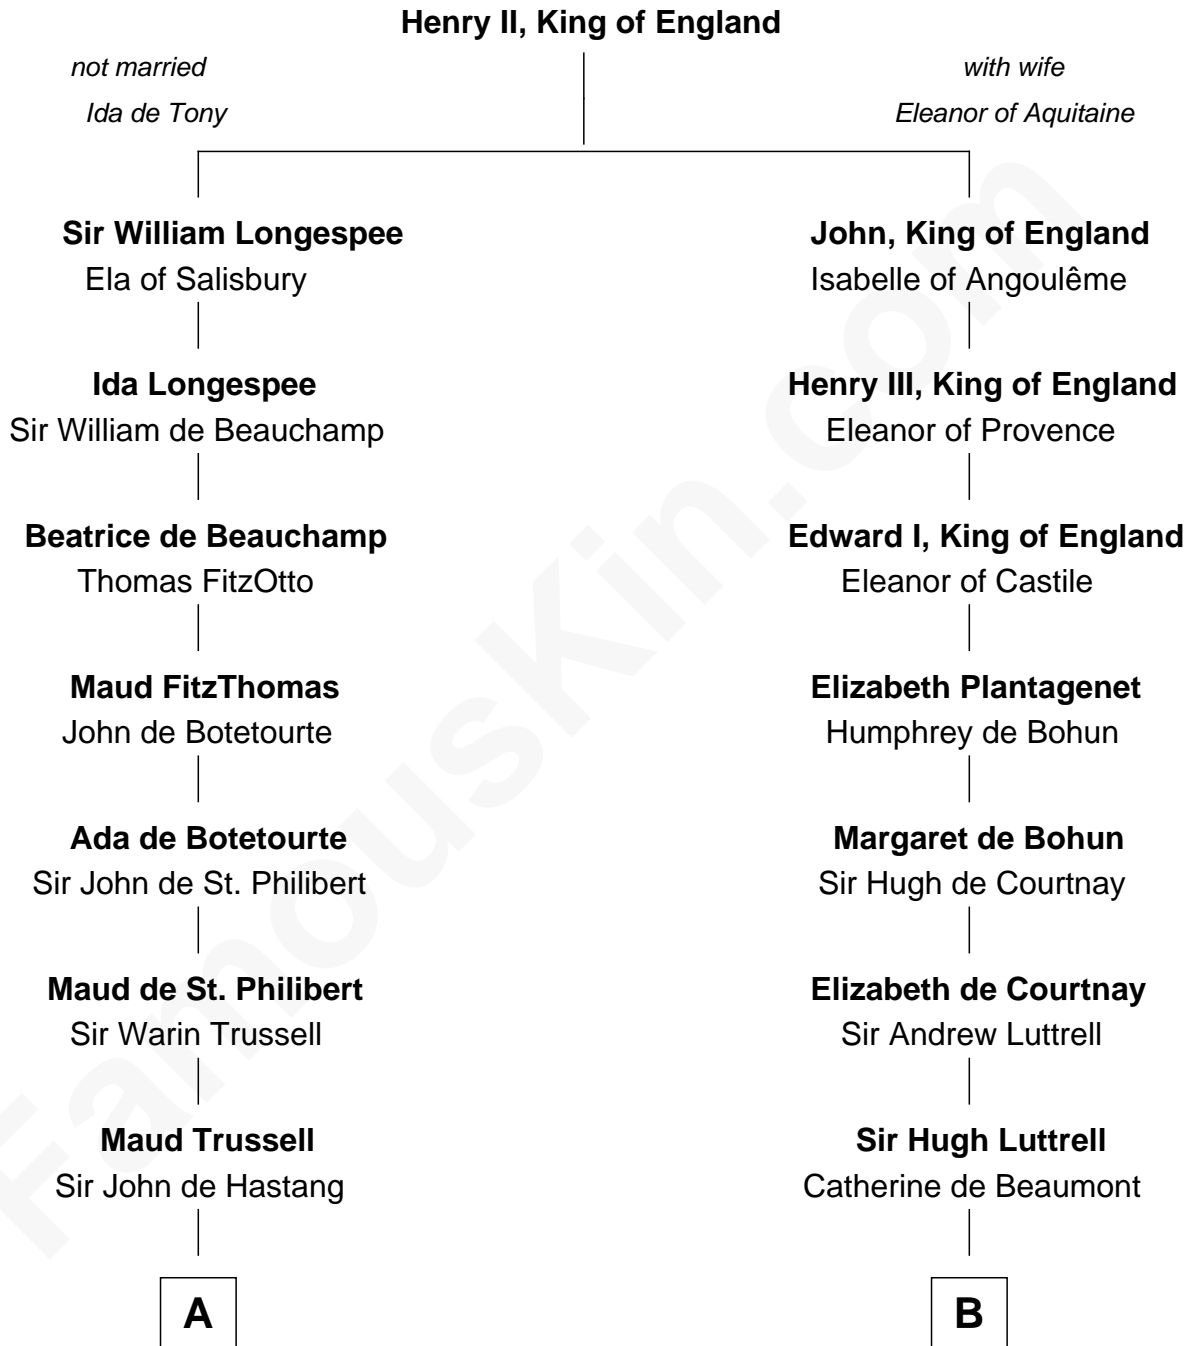 Henry II, King of England
not married
with wife
Ida de Tony
Eleanor of Aquitaine
Sir William Longespee
John, King of England
Ela of Salisbury
Isabelle of Angoulême
Ida Longespee
Henry III, King of England
Sir William de Beauchamp
Eleanor of Provence
Beatrice de Beauchamp
Edward I, King of England
Thomas FitzOtto
Eleanor of Castile
Maud FitzThomas
Elizabeth Plantagenet
John de Botetourte
Humphrey de Bohun
Ada de Botetourte
Margaret de Bohun
Sir John de St. Philibert
Sir Hugh de Courtnay
Maud de St. Philibert
Elizabeth de Courtnay
Sir Warin Trussell
Sir Andrew Luttrell
Maud Trussell
Sir Hugh Luttrell
Sir John de Hastang
Catherine de Beaumont
A
B
FamousKin.com